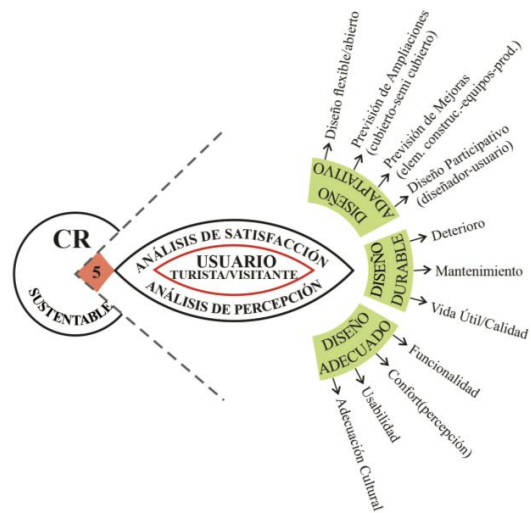 CR
SUSTENTABLE
5
ANÁLISIS DE SATISFACCIÓN
USUARIO
TURISTA/VISITANTE
ANÁLISIS DE PERCEPCIÓN
DISEÑO
ADAPTATIVO
Diseño flexible/abierto
Previsión de Ampliaciones
(cubierto-semi cubierto)
Previsión de Mejoras
(elem. construc.-equipos-prod.)
Diseño Participativo
(diseñador-usuario)
DISEÑO
DURABLE
Deterioro
Mantenimiento
Vida Útil/Calidad
DISEÑO
ADECUADO
Funcionalidad
Confort(percepción)
Usabilidad
Adecuación Cultural